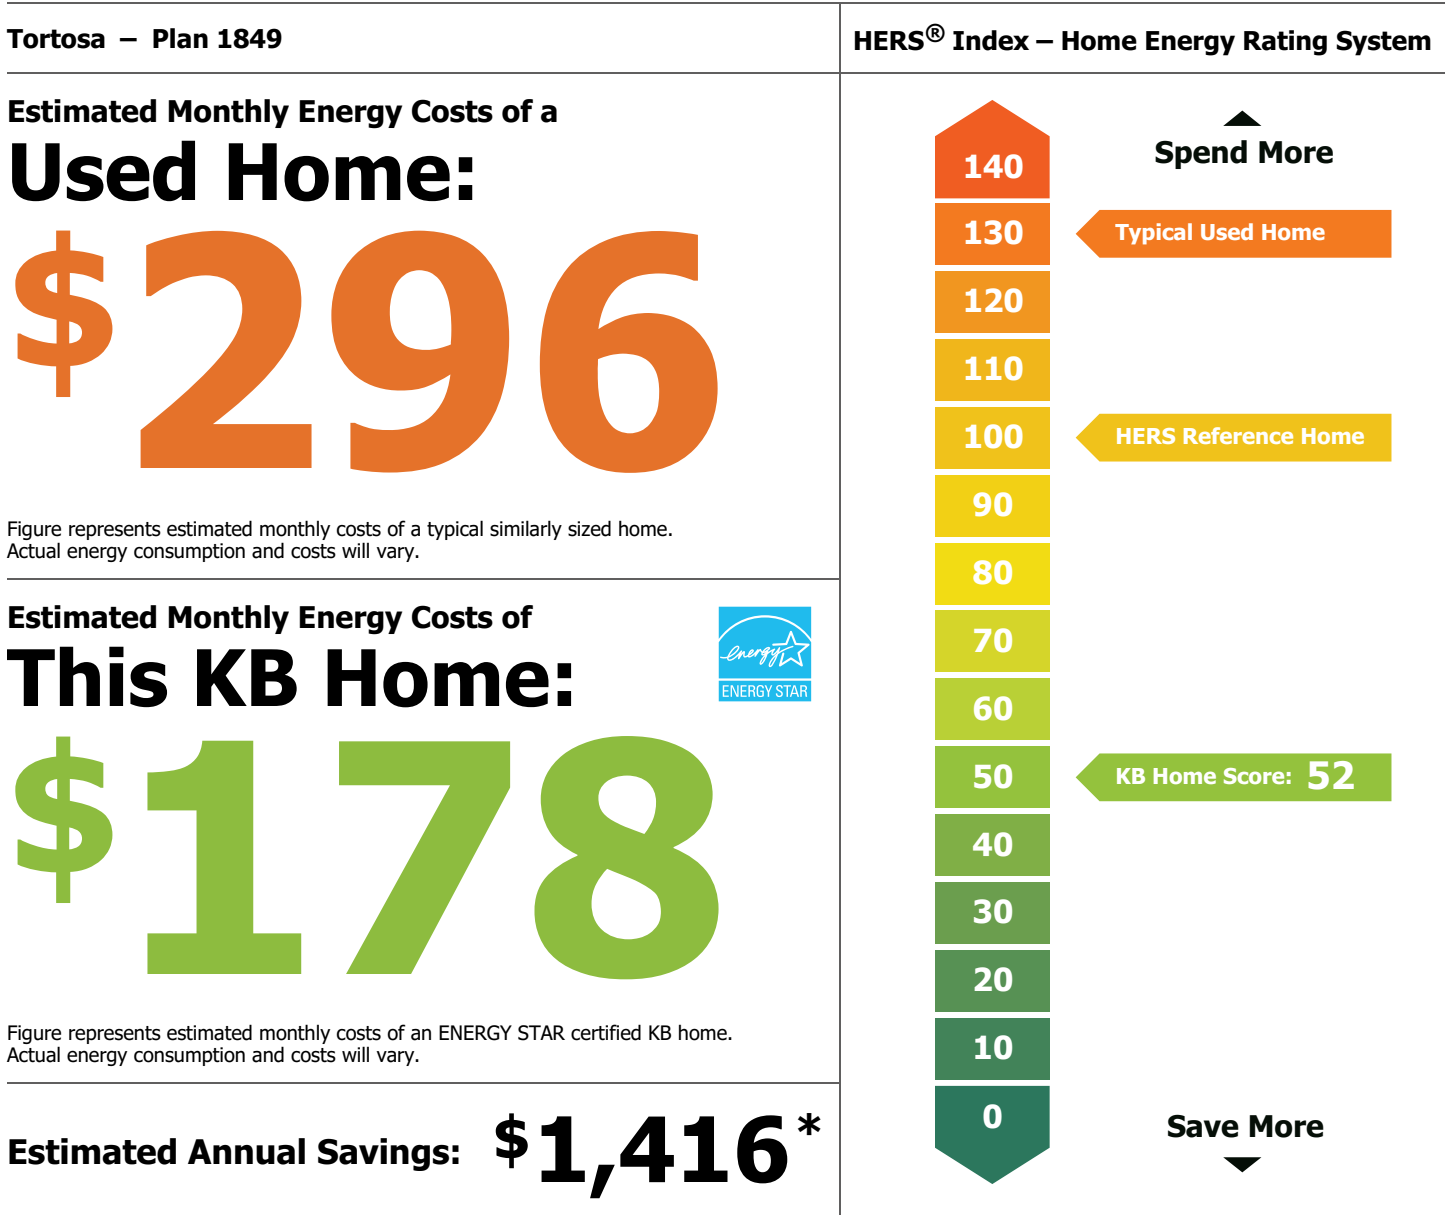 Tortosa – Plan 1849
Estimated Monthly Energy Costs of a
Used Home:
$296
Figure represents estimated monthly costs of a typical similarly sized home.
Actual energy consumption and costs will vary.
Estimated Monthly Energy Costs of
This KB Home:
energy
ENERGY STAR
$178
Figure represents estimated monthly costs of an ENERGY STAR certified KB home.
Actual energy consumption and costs will vary.
Estimated Annual Savings: $1,416*
HERS® Index – Home Energy Rating System
Spend More
140
130 Typical Used Home
120
110
100 HERS Reference Home
90
80
70
60
50 KB Home Score: 52
40
30
20
10
0
Save More